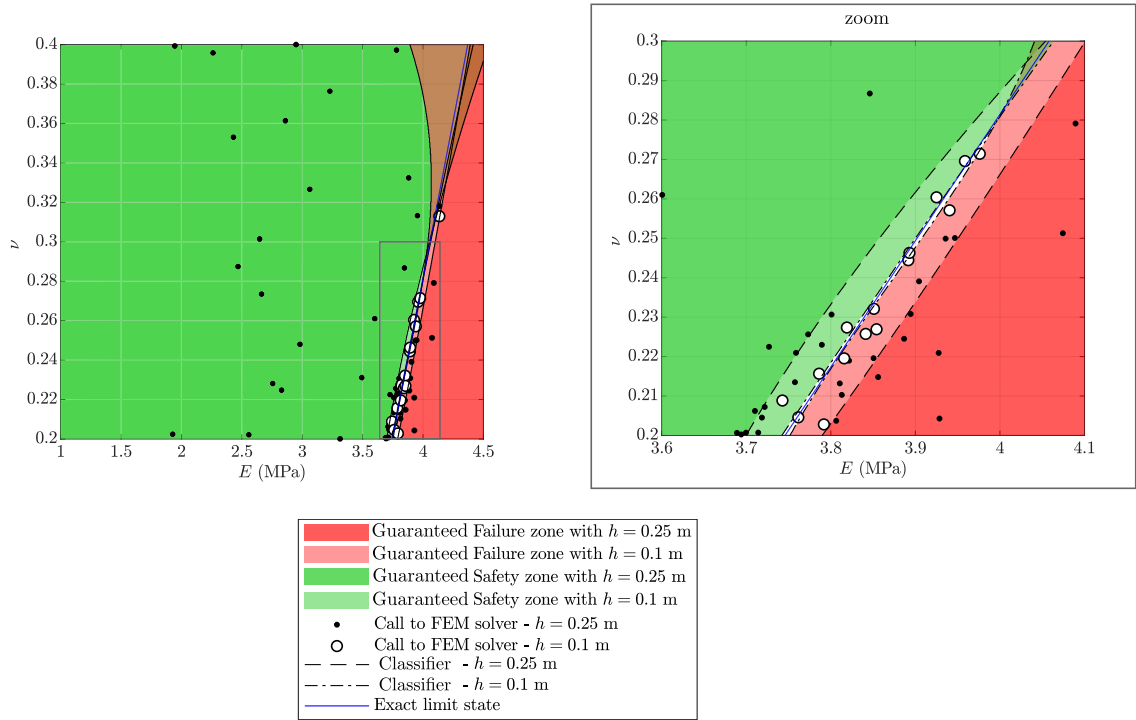 zoom
0.4
0.38
0.36
0.34
0.32
0.3
0.28
0.26
0.24
0.22
0.2
ν
1
1.5
2
2.5
3
3.5
4
4.5
E (MPa)
0.3
0.29
0.28
0.27
0.26
0.25
0.24
0.23
0.22
0.21
0.2
ν
3.6
3.7
3.8
3.9
4
4.1
E (MPa)
Guaranteed Failure zone with h = 0.25 m
Guaranteed Failure zone with h = 0.1 m
Guaranteed Safety zone with h = 0.25 m
Guaranteed Safety zone with h = 0.1 m
Call to FEM solver - h = 0.25 m
Call to FEM solver - h = 0.1 m
Classifier - h = 0.25 m
Classifier - h = 0.1 m
Exact limit state